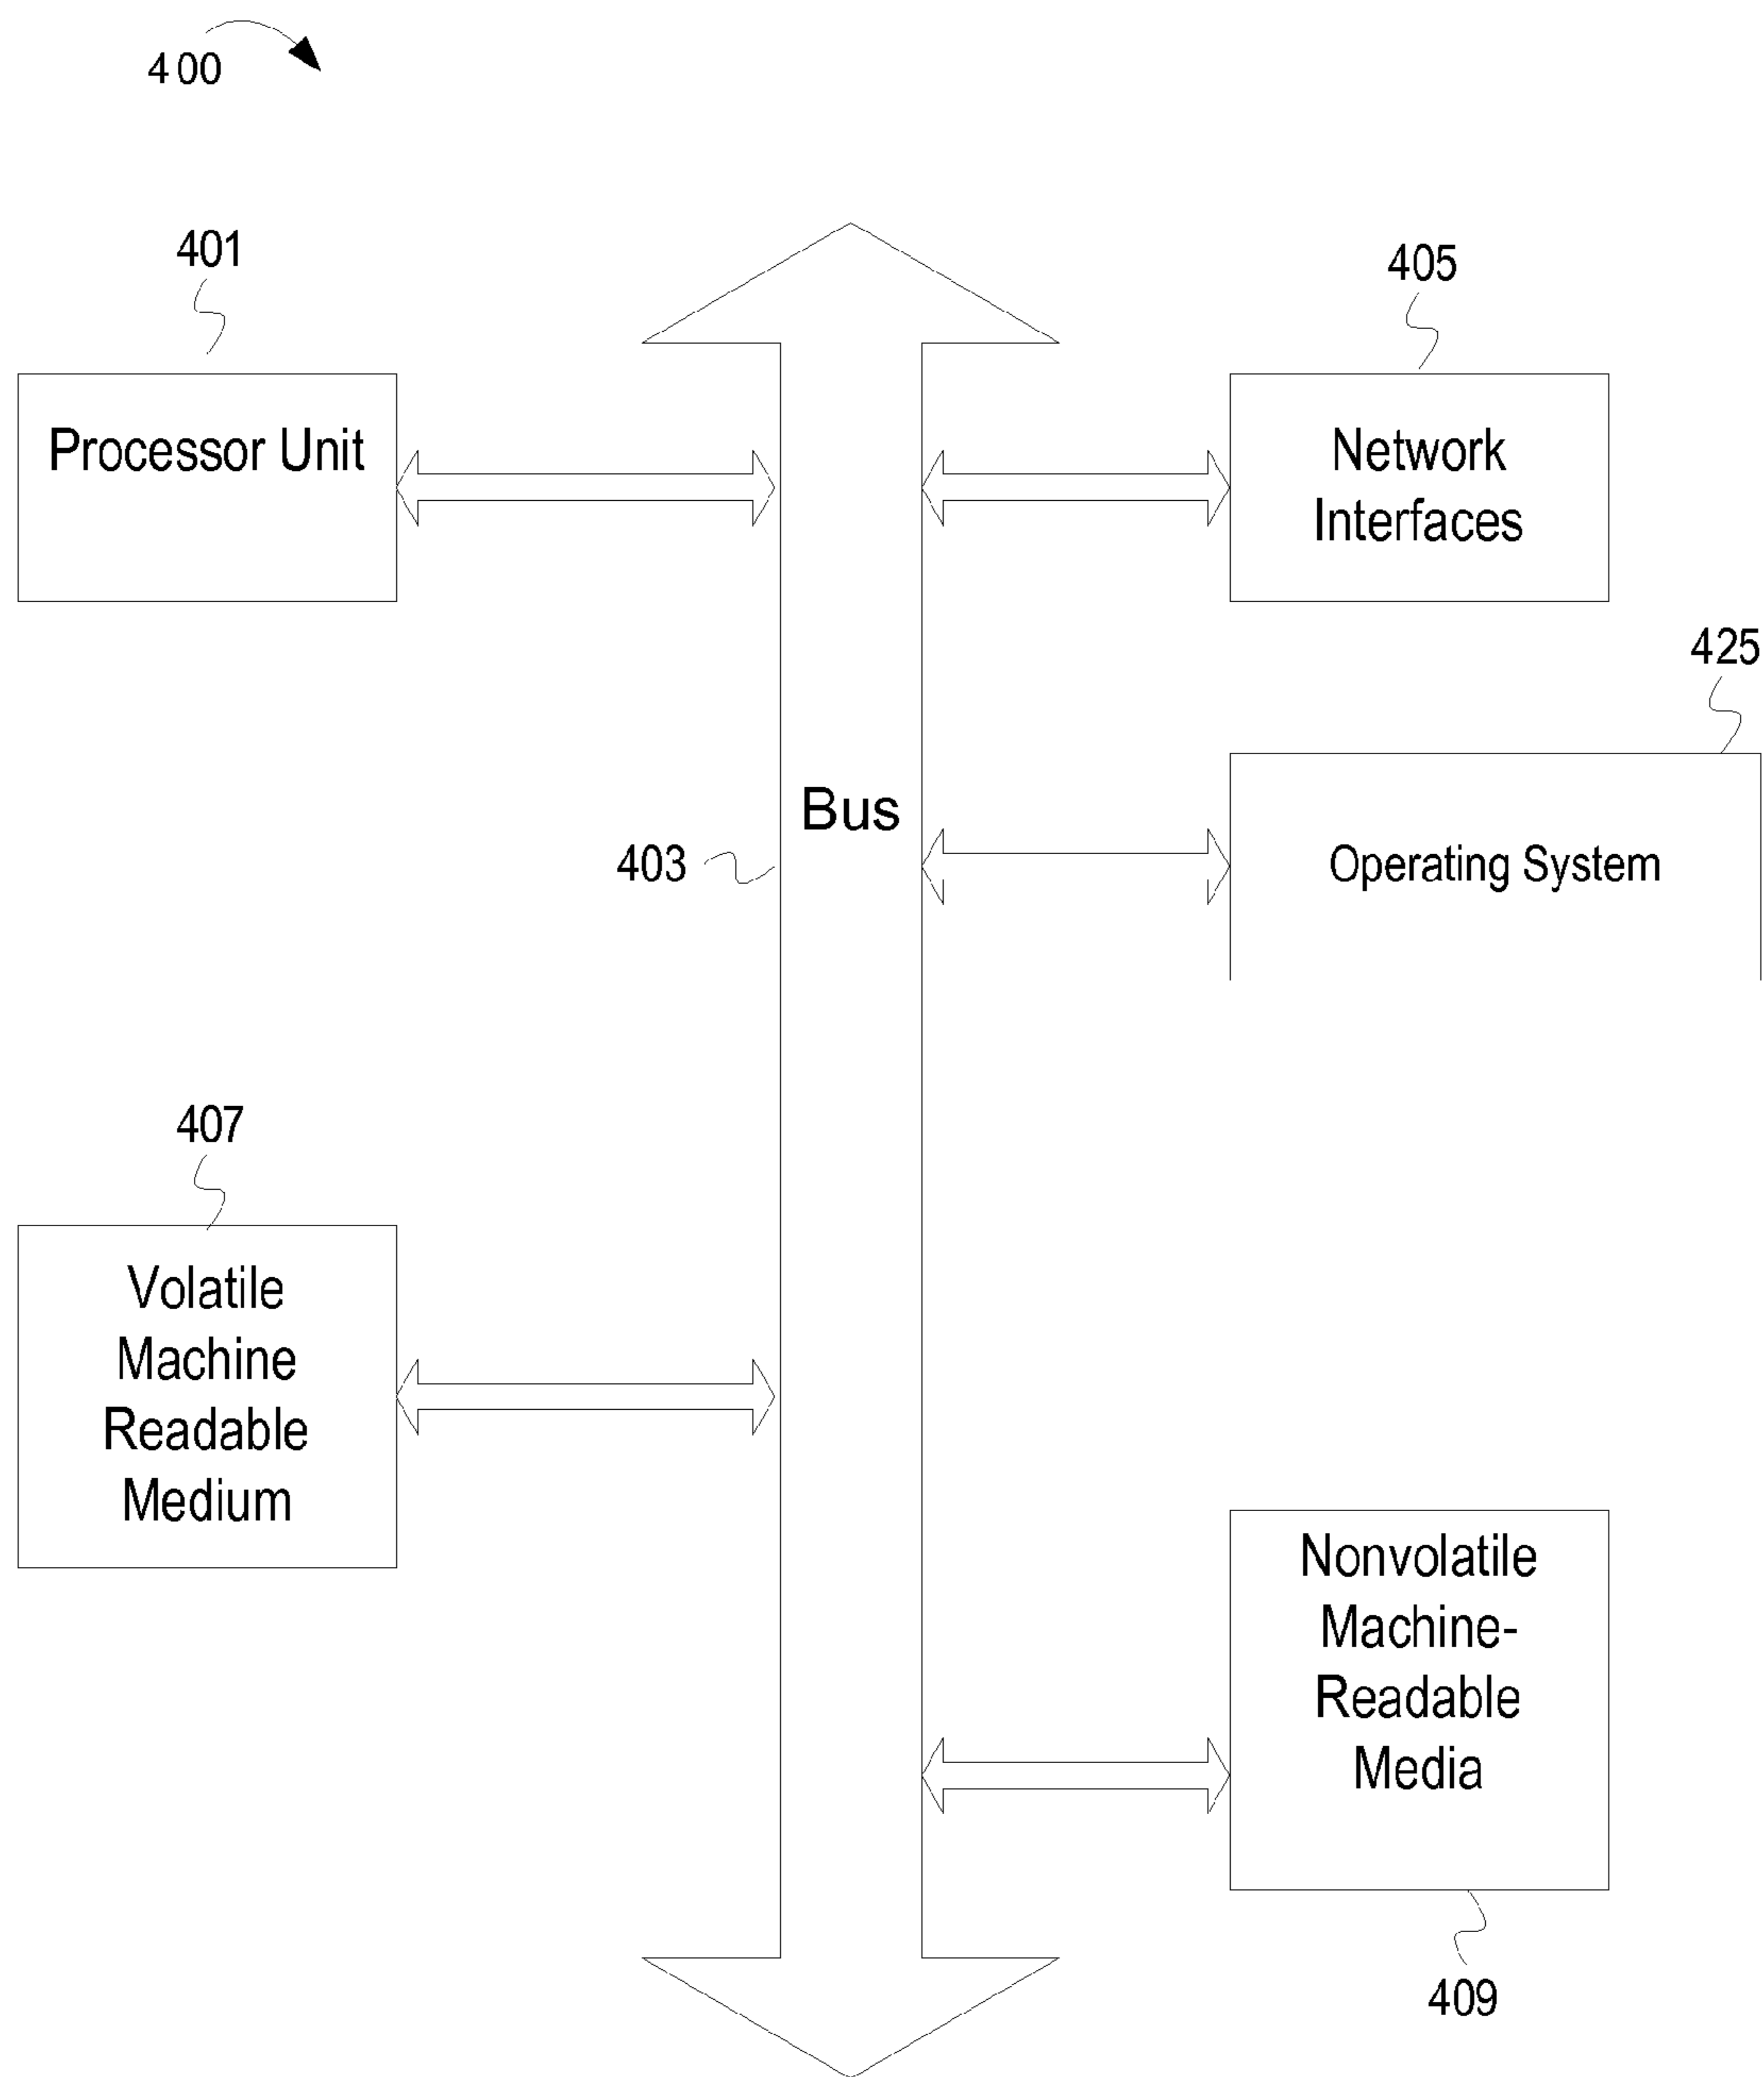 400
401
Processor Unit
405
Network
Interfaces
425
Operating System
Bus
403
407
Volatile
Machine
Readable
Medium
Nonvolatile
Machine-
Readable
Media
409